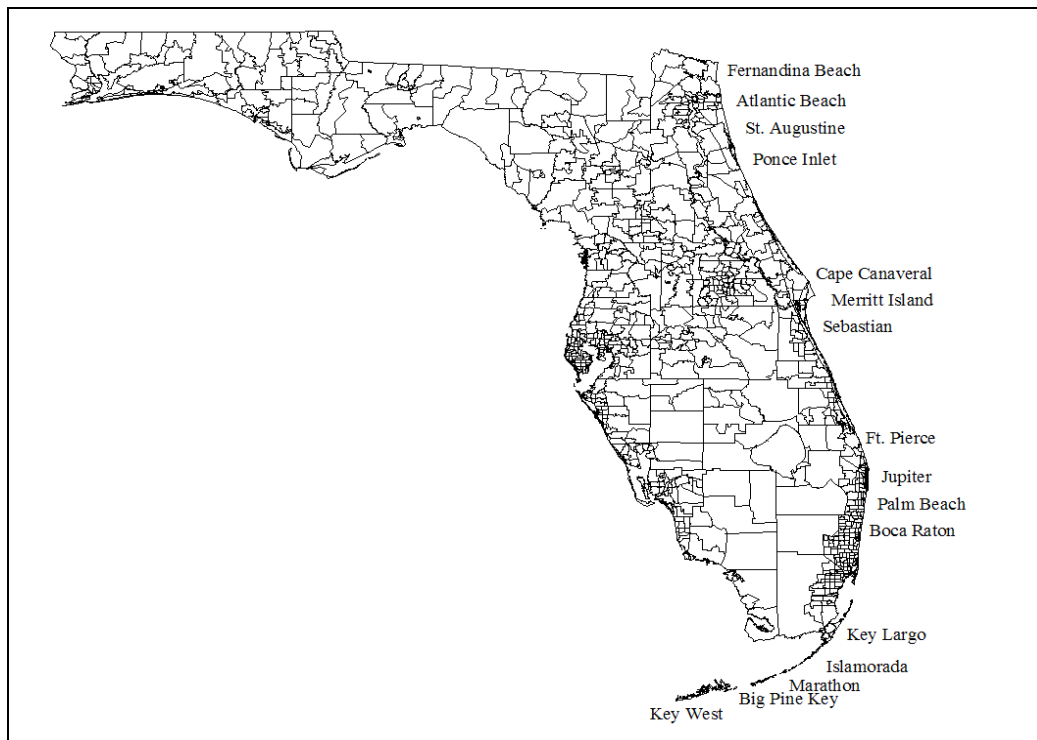 Fernandina Beach
Atlantic Beach
St. Augustine
Ponce Inlet
Cape Canaveral
Merritt Island
Sebastian
Ft. Pierce
Jupiter
Palm Beach
Boca Raton
Key Largo
Islamorada
Marathon
Big Pine Key
Key West